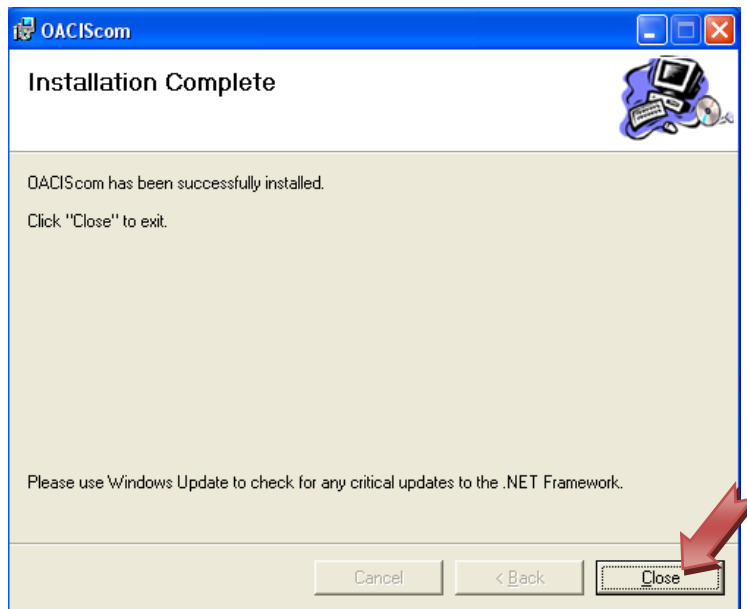 OACIScom
Installation Complete
OACIScom has been successfully installed.
Click "Close" to exit.
Please use Windows Update to check for any critical updates to the .NET Framework.
Cancel
< Back
Close